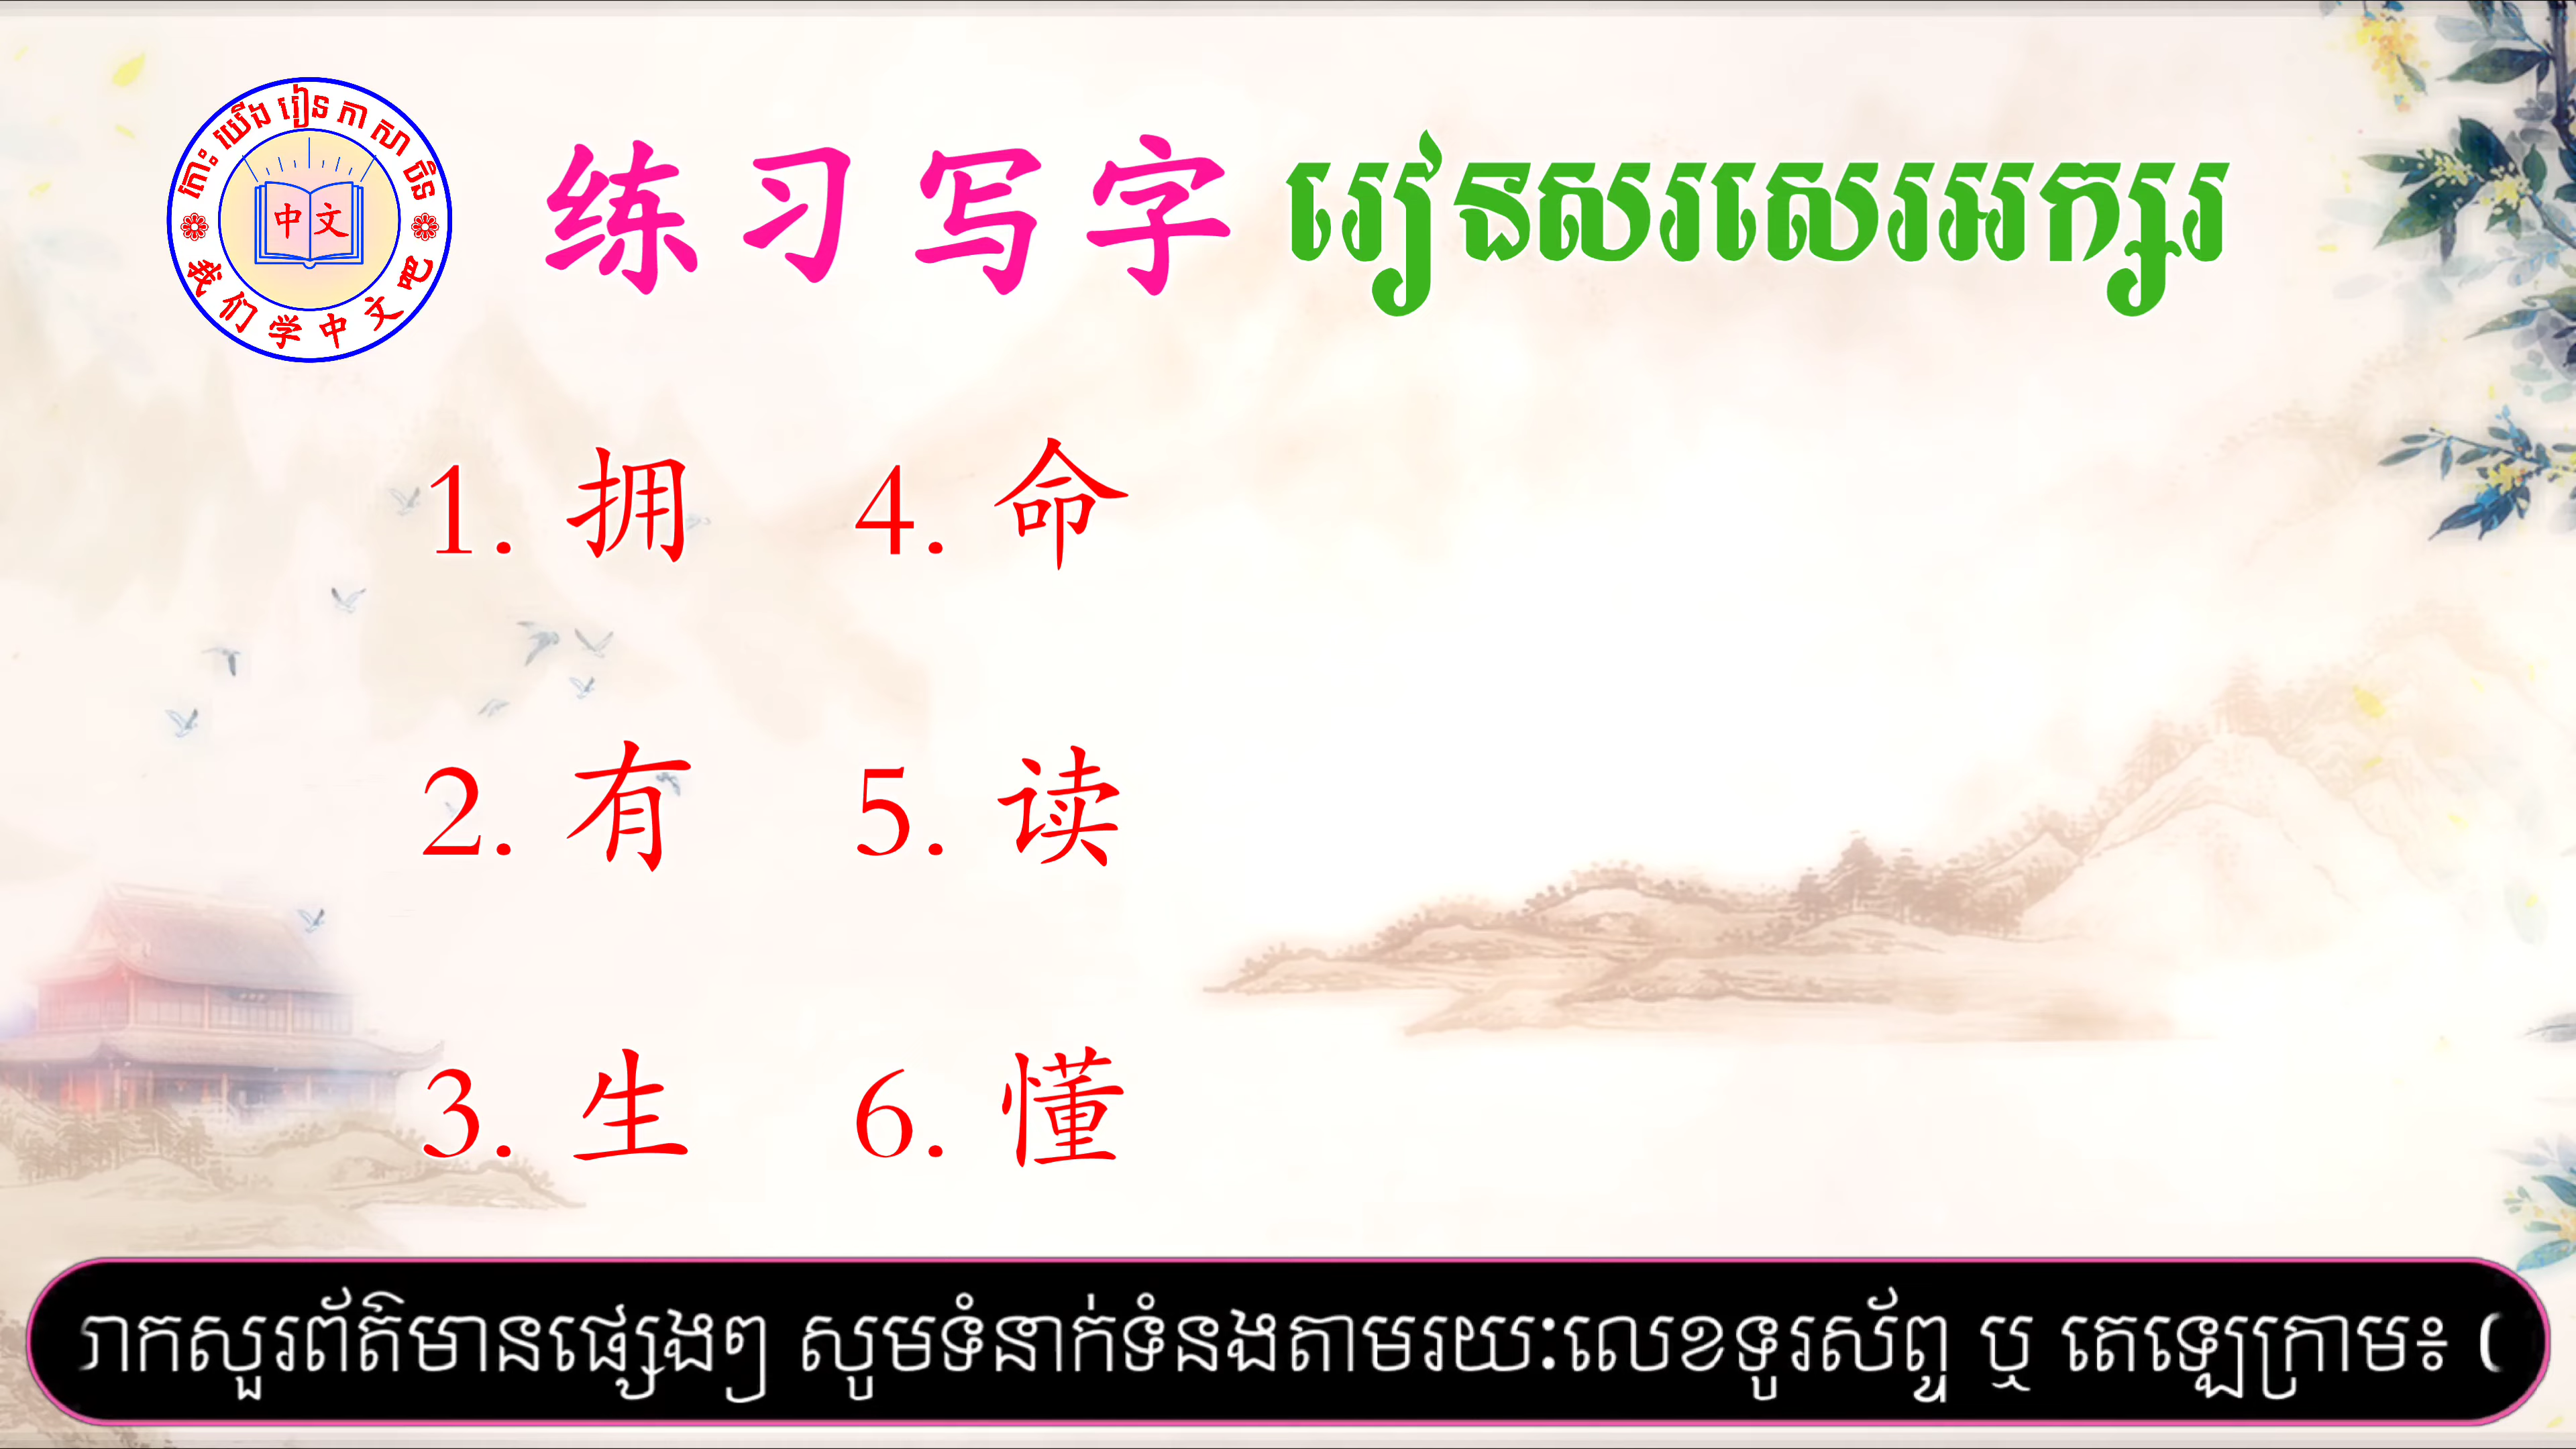 កោះ យើង រៀន ភា សា ចិន
中文
我们学中文吧
练习写字 រៀនសរសេរអក្សរ
1. 拥 4. 命
2. 有 5. 读
3. 生 6. 懂
រាកសួរព័ត៌មានផ្សេងៗ សូមទំនាក់ទំនងតាមរយៈលេខទូរស័ព្ទ ឬ តេឡេក្រាម៖